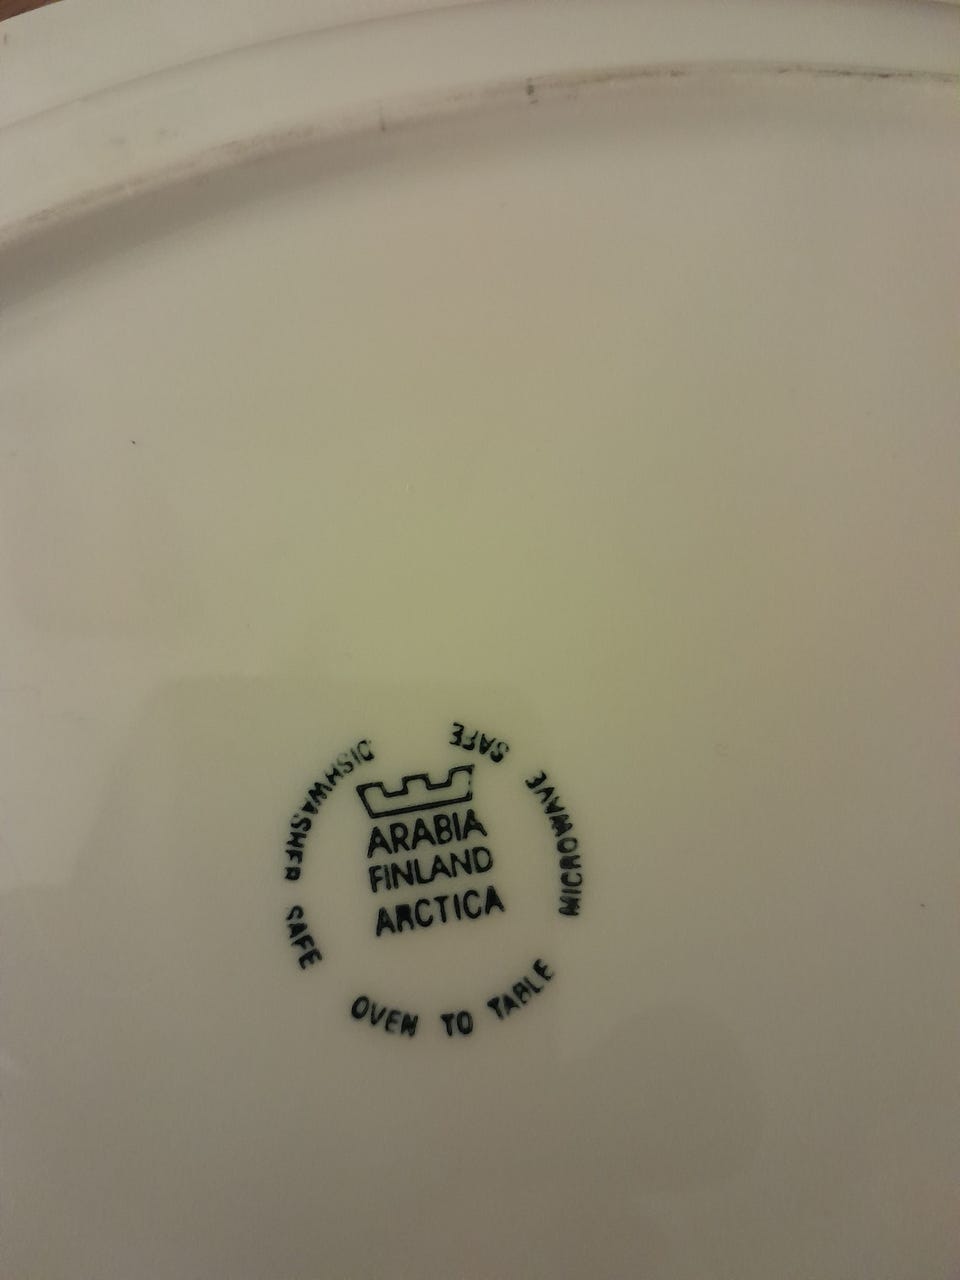 ARABIA
FINLAND
ARCTICA
DISHWASHER SAFE
OVEN TO TABLE
MICROWAVE SAFE